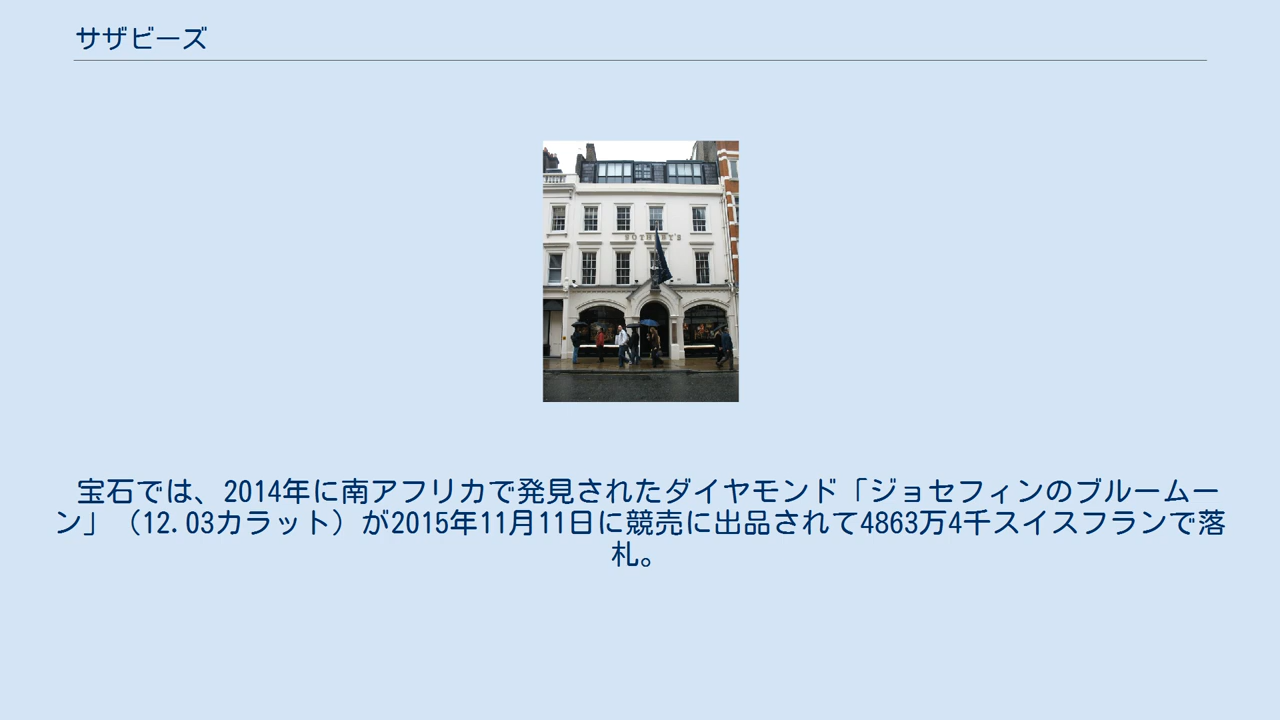 サザビーズ
SOTHEBY'S
宝石では、2014年に南アフリカで発見されたダイヤモンド「ジョセフィンのブルームー
ン」（12.03カラット）が2015年11月11日に競売に出品されて4863万4千スイスフランで落
札。